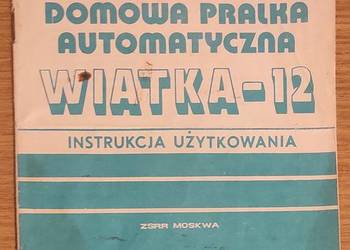 DOMOWA PRALKA
AUTOMATYCZNA
WIATKA-12
INSTRUKCJA UŻYTKOWANIA
ZSRR MOSKWA